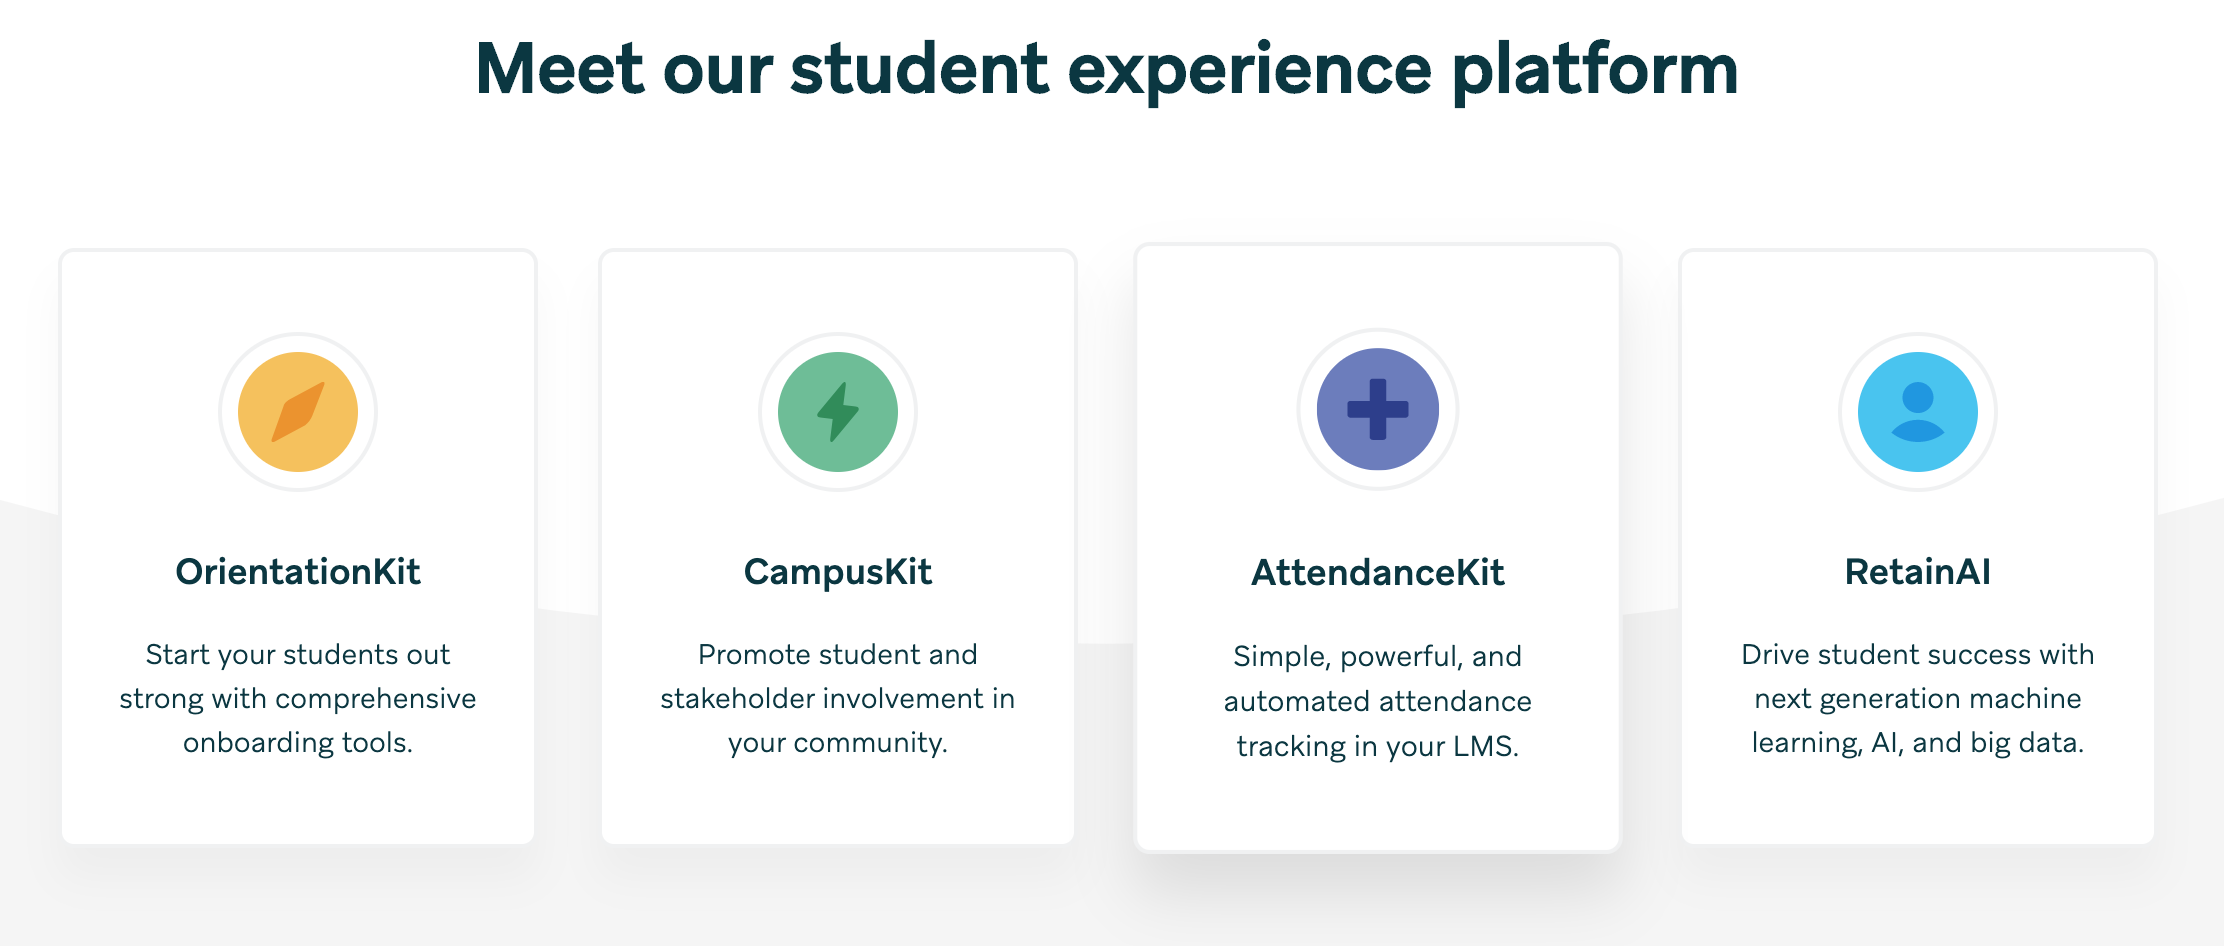 Meet our student experience platform
OrientationKit
Start your students out
strong with comprehensive
onboarding tools.
CampusKit
Promote student and
stakeholder involvement in
your community.
AttendanceKit
Simple, powerful, and
automated attendance
tracking in your LMS.
RetainAI
Drive student success with
next generation machine
learning, AI, and big data.